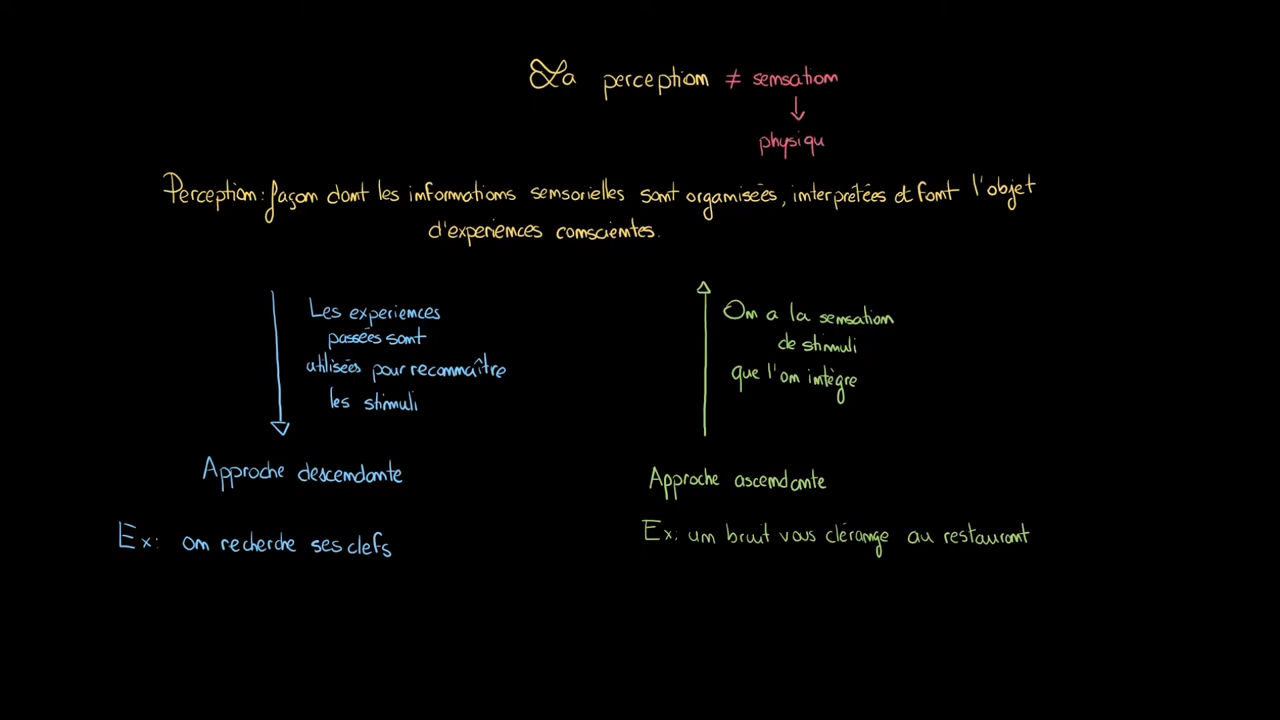 La perception ≠ sensation
↓
physiqu
Perception: façon dont les informations sensorielles sont organisées, interprétées et font l'objet
d'experiences conscientes.
Les experiences
passées sont
utilisées pour reconnaître
les stimuli
On a la sensation
de stimuli
que l'on intègre
Approche descendante
Approche ascendante
Ex: on recherche ses clefs
Ex: un bruit vous dérange au restaurant